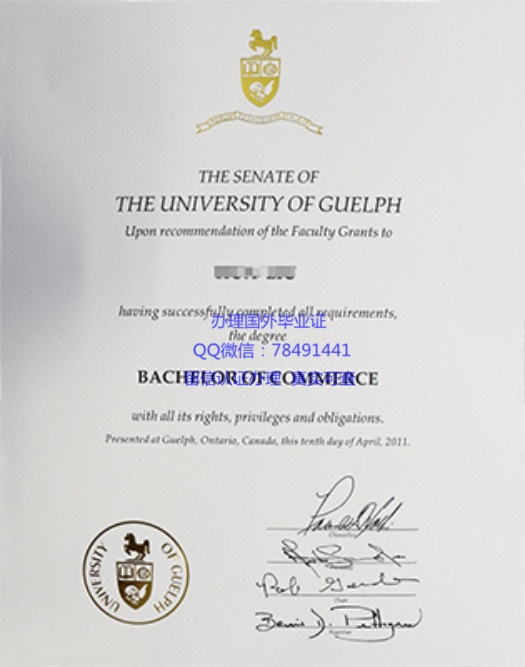 THE SENATE OF
THE UNIVERSITY OF GUELPH
Upon recommendation of the Faculty Grants to
having successfully completed all requirements,
办理国外毕业证
the degree
QQ微信：78491441
BACHELOR OF COMMERCE
with all its rights, privileges and obligations.
Presented at Guelph, Ontario, Canada, this tenth day of April, 2011.
Chancellor
UNIVERSITY OF GUELPH